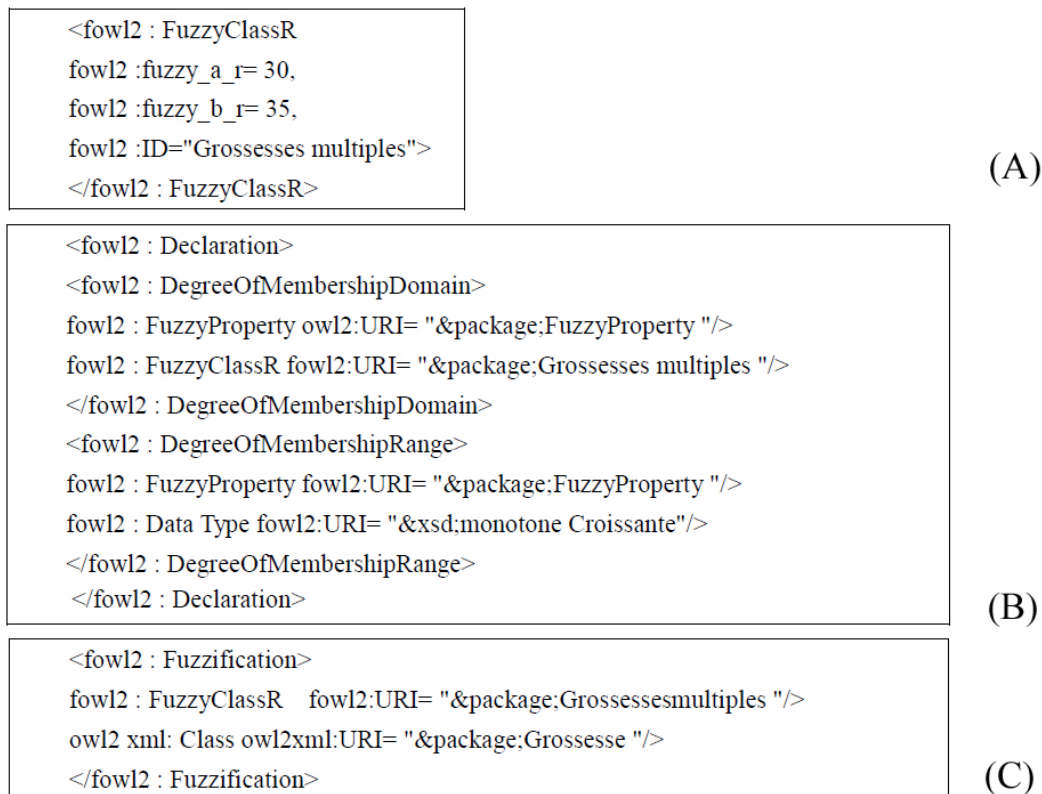 <fowl2 : FuzzyClassR
fowl2 :fuzzy_a_r= 30,
fowl2 :fuzzy_b_r= 35,
fowl2 :ID="Grossesses multiples">
</fowl2 : FuzzyClassR>
(A)
<fowl2 : Declaration>
<fowl2 : DegreeOfMembershipDomain>
fowl2 : FuzzyProperty owl2:URI= "&package;FuzzyProperty "/>
fowl2 : FuzzyClassR fowl2:URI= "&package;Grossesses multiples "/>
</fowl2 : DegreeOfMembershipDomain>
<fowl2 : DegreeOfMembershipRange>
fowl2 : FuzzyProperty fowl2:URI= "&package;FuzzyProperty "/>
fowl2 : Data Type fowl2:URI= "&xsd;monotone Croissante"/>
</fowl2 : DegreeOfMembershipRange>
</fowl2 : Declaration>
(B)
<fowl2 : Fuzzification>
fowl2 : FuzzyClassR fowl2:URI= "&package;Grossessesmultiples "/>
owl2 xml: Class owl2xml:URI= "&package;Grossesse "/>
</fowl2 : Fuzzification>
(C)